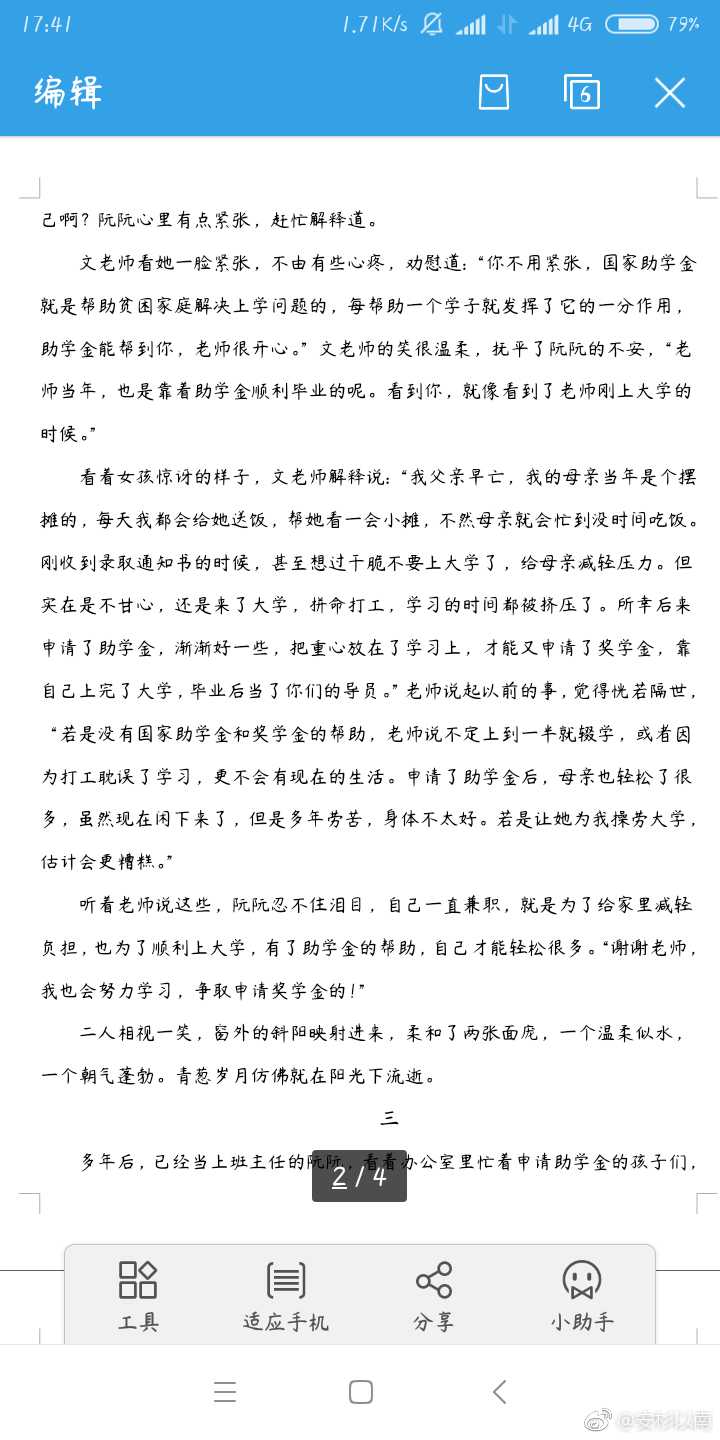 17:41 1.71K/s 4G 79%
编辑 6
己啊？阮阮心里有点紧张，赶忙解释道。
文老师看她一脸紧张，不由有些心疼，劝慰道：“你不用紧张，国家助学金
就是帮助贫困家庭解决上学问题的，每帮助一个学子就发挥了它的一分作用，
助学金能帮到你，老师很开心。”文老师的笑很温柔，抚平了阮阮的不安，“老
师当年，也是靠着助学金顺利毕业的呢。看到你，就像看到了老师刚上大学的
时候。”
看着女孩惊讶的样子，文老师解释说：“我父亲早亡，我的母亲当年是个摆
摊的，每天我都会给她送饭，帮她看一会小摊，不然母亲就会忙到没时间吃饭。
刚收到录取通知书的时候，甚至想过干脆不要上大学了，给母亲减轻压力。但
实在是不甘心，还是来了大学，拼命打工，学习的时间都被挤压了。所幸后来
申请了助学金，渐渐好一些，把重心放在了学习上，才能又申请了奖学金，靠
自己上完了大学，毕业后当了你们的导员。”老师说起以前的事，觉得恍若隔世，
“若是没有国家助学金和奖学金的帮助，老师说不定上到一半就辍学，或者因
为打工耽误了学习，更不会有现在的生活。申请了助学金后，母亲也轻松了很
多，虽然现在闲下来了，但是多年劳苦，身体不太好。若是让她为我操劳大学，
估计会更糟糕。”
听着老师说这些，阮阮忍不住泪目，自己一直兼职，就是为了给家里减轻
负担，也为了顺利上大学，有了助学金的帮助，自己才能轻松很多。“谢谢老师，
我也会努力学习，争取申请奖学金的！”
二人相视一笑，窗外的斜阳映射进来，柔和了两张面庞，一个温柔似水，
一个朝气蓬勃。青葱岁月仿佛就在阳光下流逝。
三
多年后，已经当上班主任的阮阮，看着办公室里忙着申请助学金的孩子们，
2 / 4
工具 适应手机 分享 小助手
@安杉以南